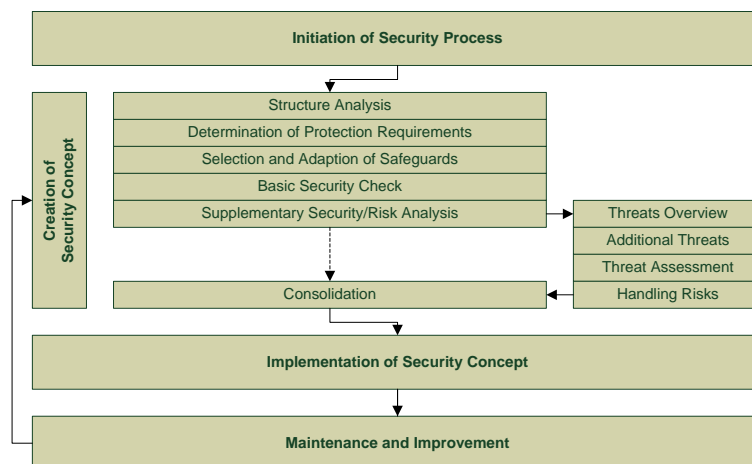 Initiation of Security Process
Creation of
Security Concept
Structure Analysis
Determination of Protection Requirements
Selection and Adaption of Safeguards
Basic Security Check
Supplementary Security/Risk Analysis
Threats Overview
Additional Threats
Threat Assessment
Handling Risks
Consolidation
Implementation of Security Concept
Maintenance and Improvement